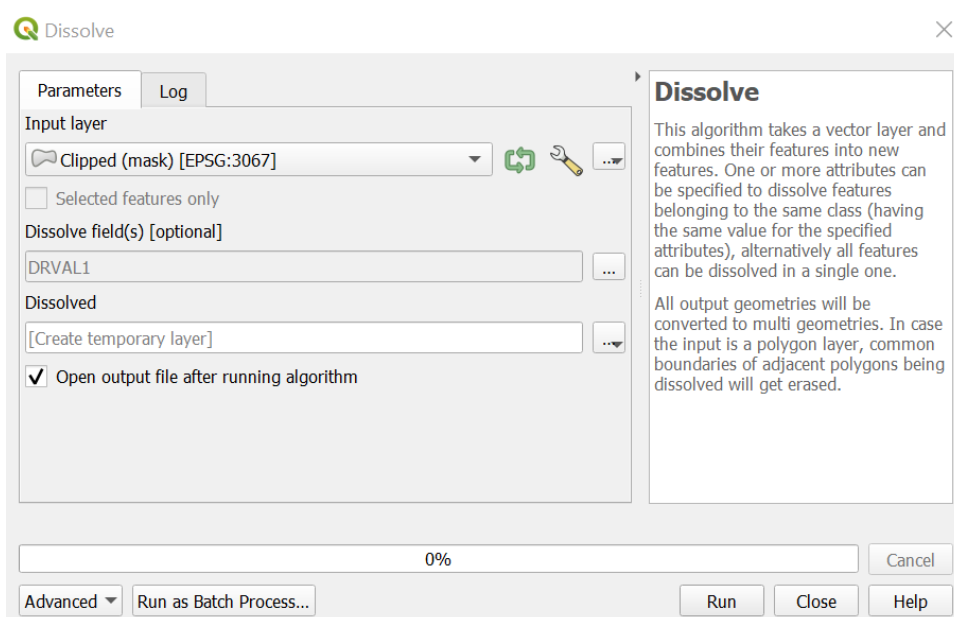 Dissolve
Parameters
Log
Input layer
Clipped (mask) [EPSG:3067]
...
Selected features only
Dissolve field(s) [optional]
DRVAL1
...
Dissolved
[Create temporary layer]
...
Open output file after running algorithm
Dissolve
This algorithm takes a vector layer and
combines their features into new
features. One or more attributes can
be specified to dissolve features
belonging to the same class (having
the same value for the specified
attributes), alternatively all features
can be dissolved in a single one.
All output geometries will be
converted to multi geometries. In case
the input is a polygon layer, common
boundaries of adjacent polygons being
dissolved will get erased.
0%
Cancel
Advanced
Run as Batch Process...
Run
Close
Help